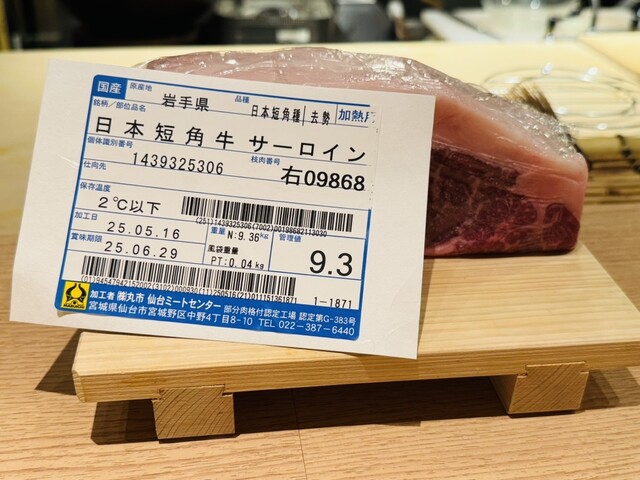 国産 原産地 岩手県 品種 日本短角種 去勢 加熱
銘柄／部位品名
日本短角牛 サーロイン
個体識別番号 1439325306 枝肉番号 右09868
仕向先
保存温度
2℃以下
(251)1439325306(7002)00198682113030
加工日 25.05.16 重量 N:9.36kg 管理値 9.3
賞味期限 25.06.29 風袋重量 PT:0.04kg
1-1871
加工者 ㈱丸市 仙台ミートセンター 部分肉格付認定工場 認定第G-383号
宮城県仙台市宮城野区中野4丁目8-10 TEL 022-387-6440